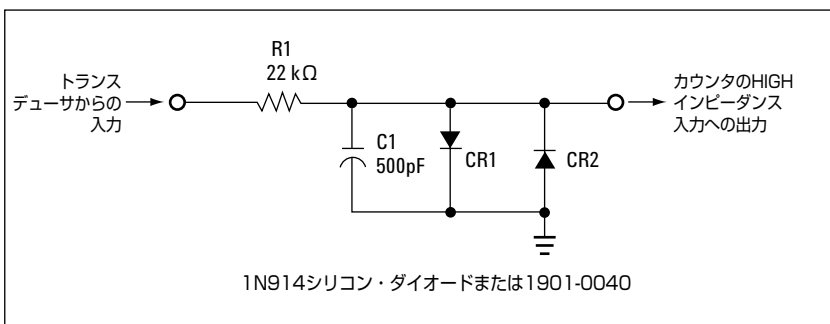 R1
22 kΩ
トランス
デューサからの
入力
カウンタのHIGH
インピーダンス
入力への出力
C1
500pF
CR1
CR2
1N914シリコン・ダイオードまたは1901-0040